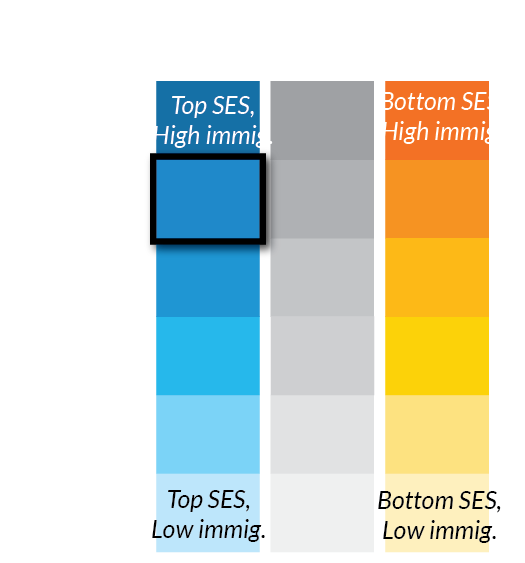 Top SES,
High immig.
Bottom SES
High immig
Top SES,
Low immig.
Bottom SES,
Low immig.